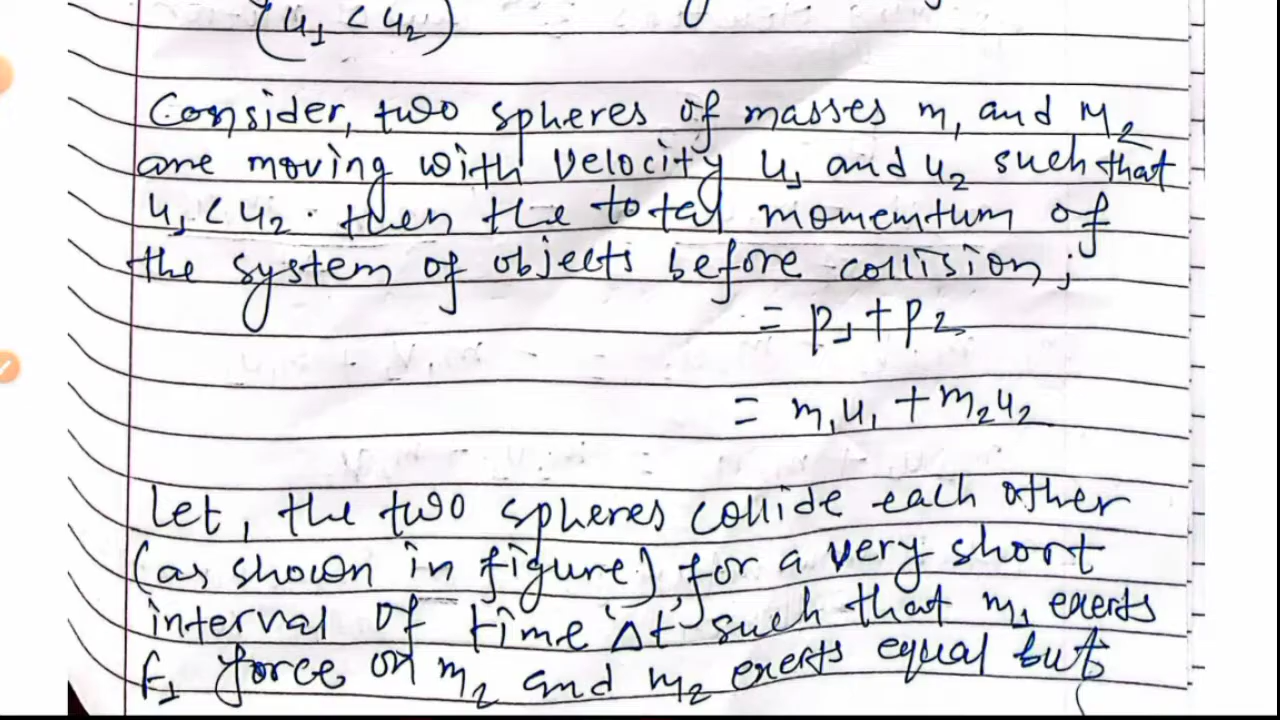 (u₁ < u₂)
Consider, two spheres of masses m₁ and M₂
are moving with velocity u₁ and u₂ such that
u₁ < u₂. then the total momemtum of
the system of objects before collision;
= p₁ + p₂
= m₁u₁ + m₂u₂
Let, the two spheres collide each other
(as shown in figure), for a very short
interval of time 'Δt' such that m₁ exerts
F₁ force on m₂ and m₂ exerts equal but